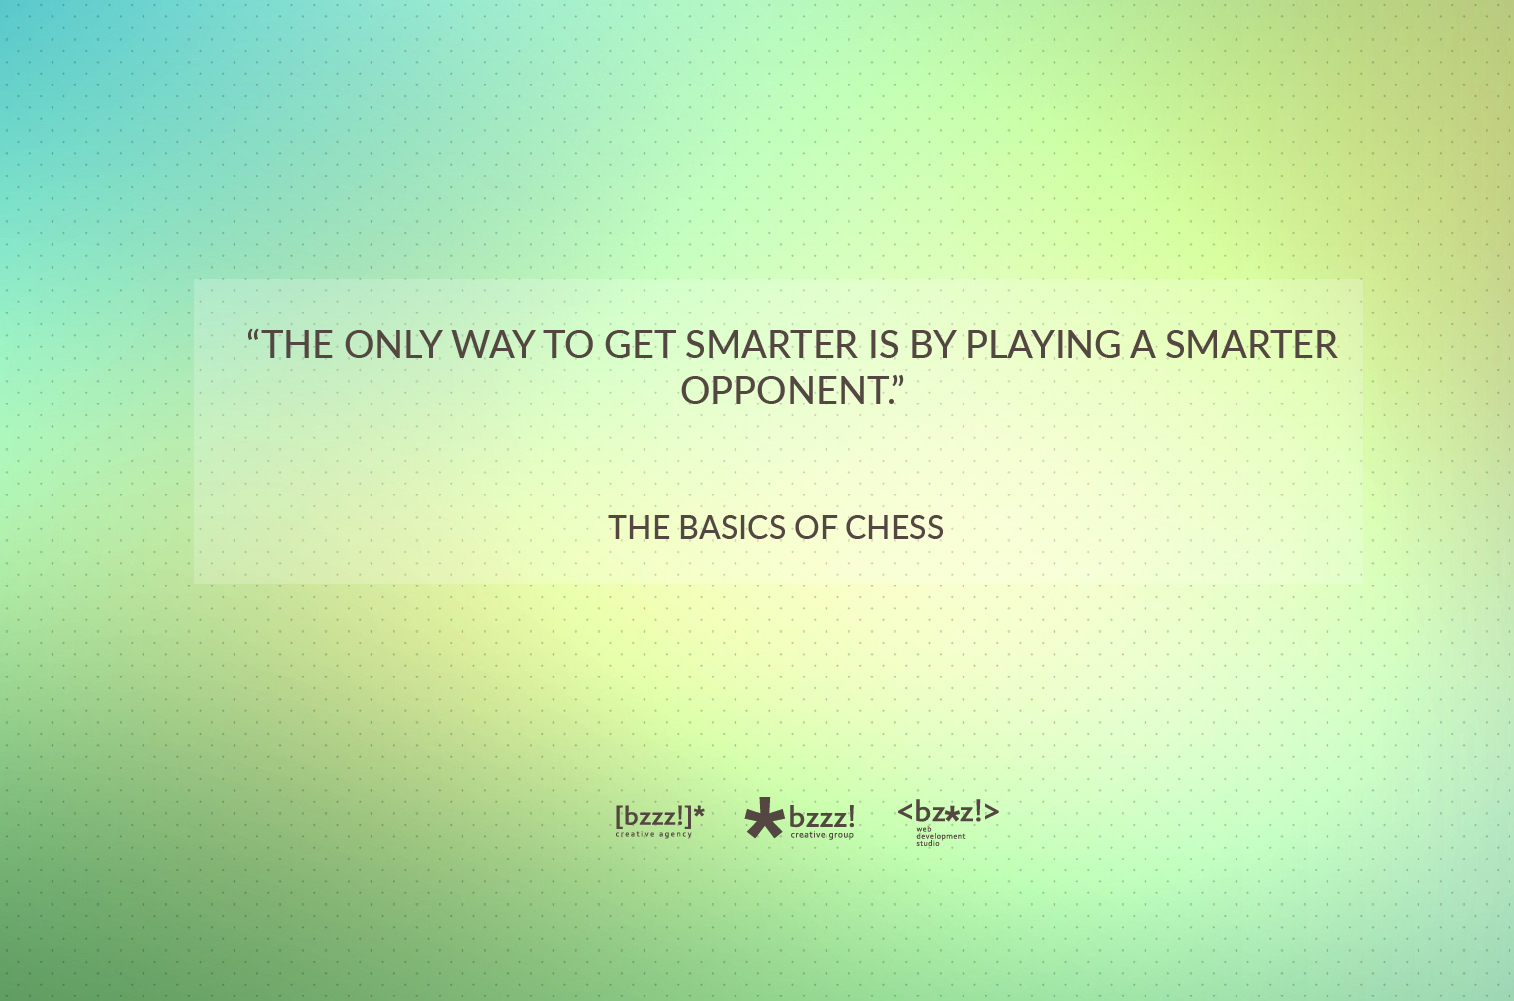 “THE ONLY WAY TO GET SMARTER IS BY PLAYING A SMARTER
OPPONENT.”
THE BASICS OF CHESS
[bzzz!]*
creative agency
*bzzz!
creative group
<bz*z!>
web
development
studio